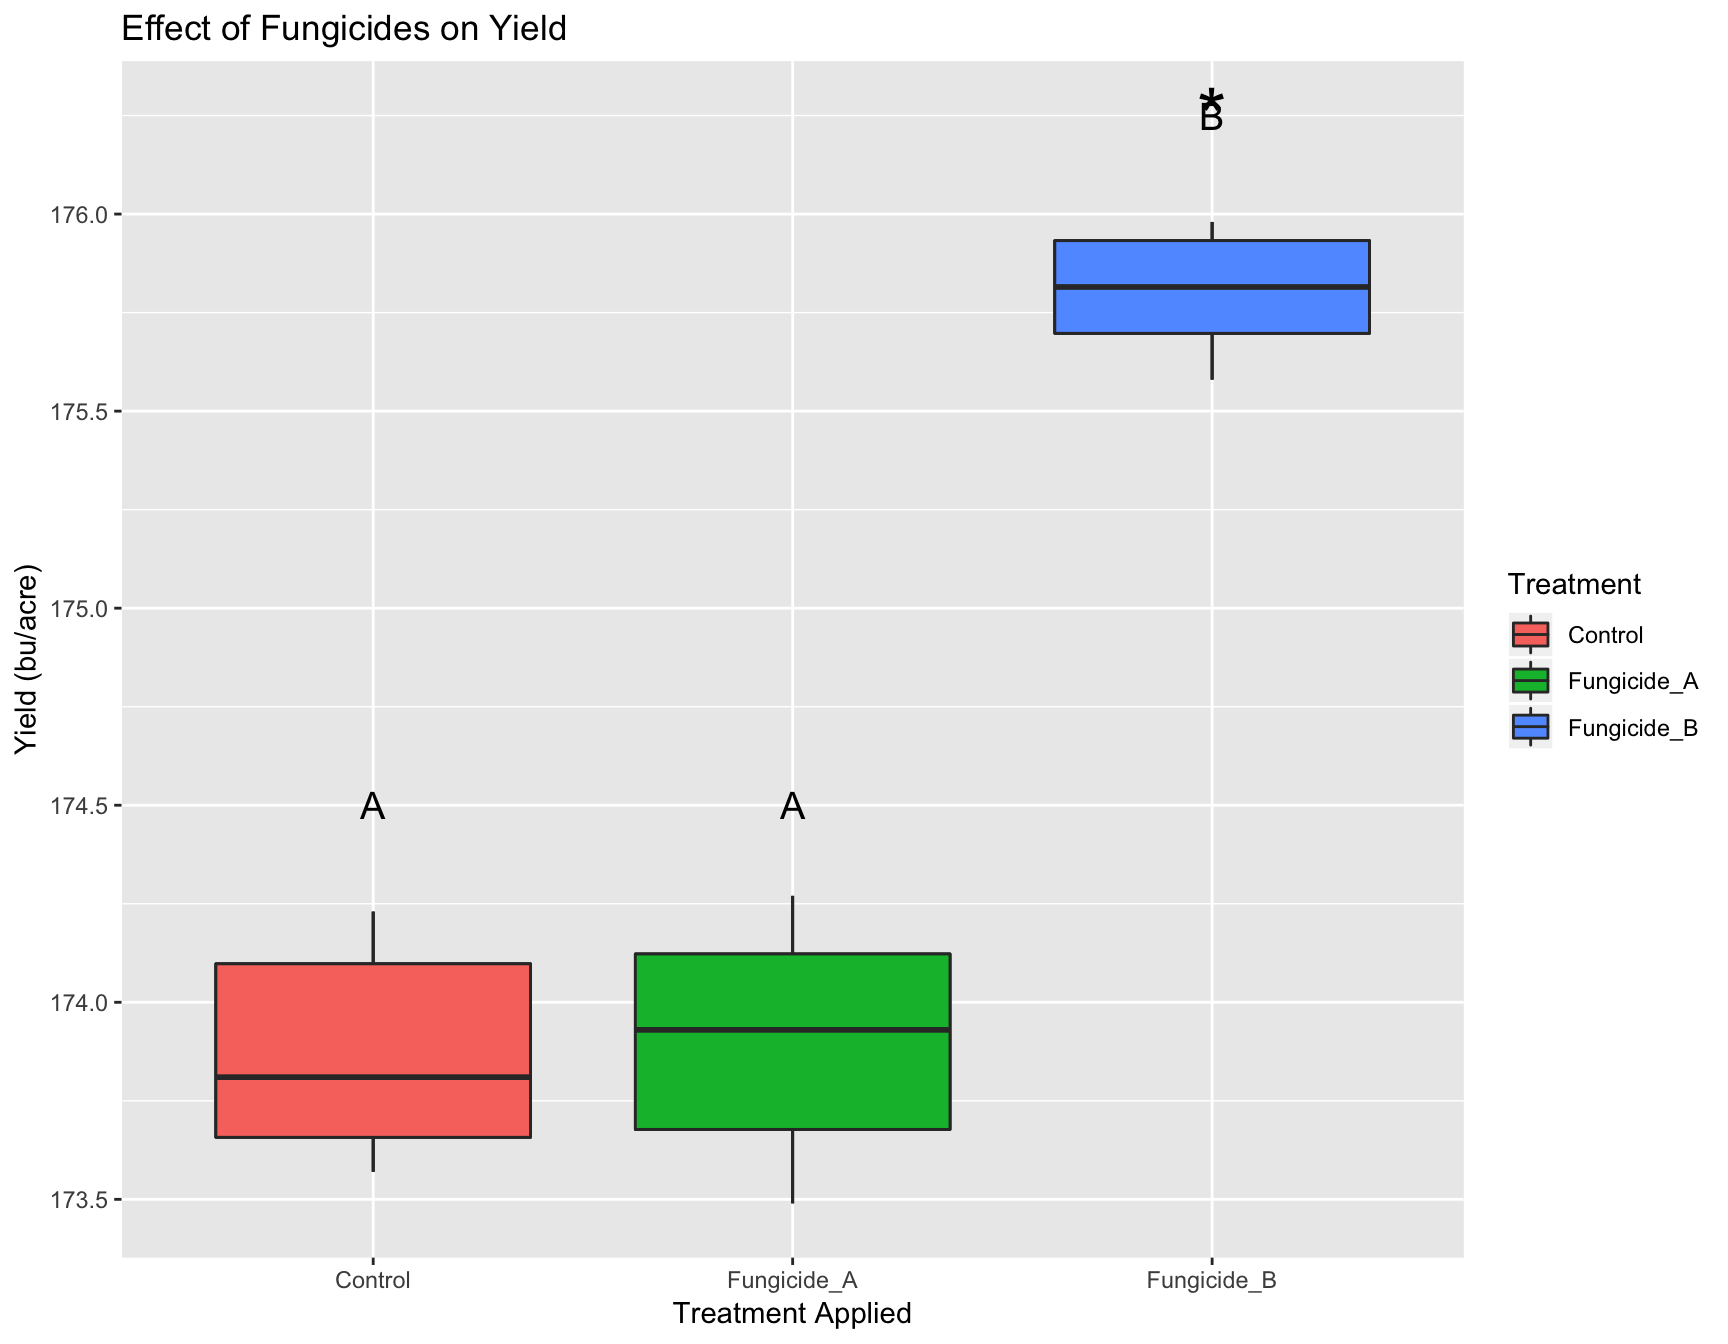 Effect of Fungicides on Yield
*
B
176.0
175.5
175.0
174.5
174.0
173.5
Yield (bu/acre)
A
A
Control
Fungicide_A
Fungicide_B
Treatment Applied
Treatment
Control
Fungicide_A
Fungicide_B